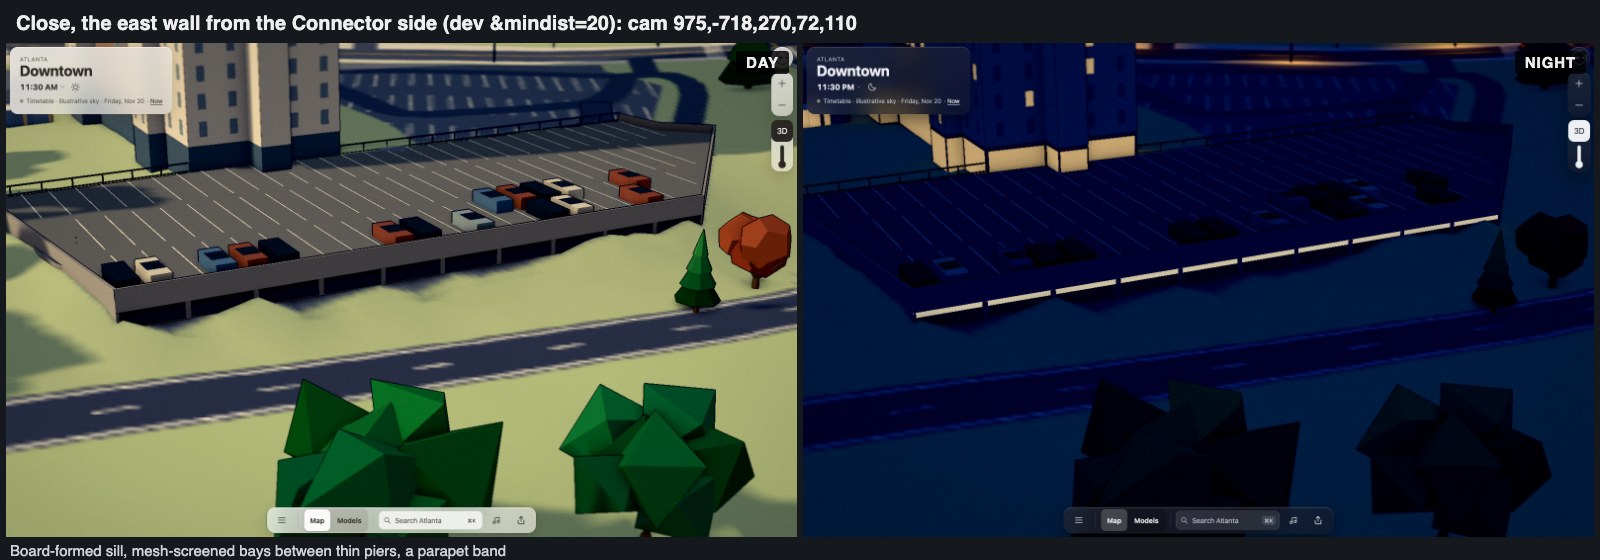 Close, the east wall from the Connector side (dev &mindist=20): cam 975,-718,270,72,110
ATLANTA
Downtown
11:30 AM
Timetable · Illustrative sky · Friday, Nov 20 · Now
DAY
+
−
3D
Map Models Search Atlanta ⌘K
ATLANTA
Downtown
11:30 PM
Timetable · Illustrative sky · Friday, Nov 20 · Now
NIGHT
+
−
3D
Map Models Search Atlanta ⌘K
Board-formed sill, mesh-screened bays between thin piers, a parapet band